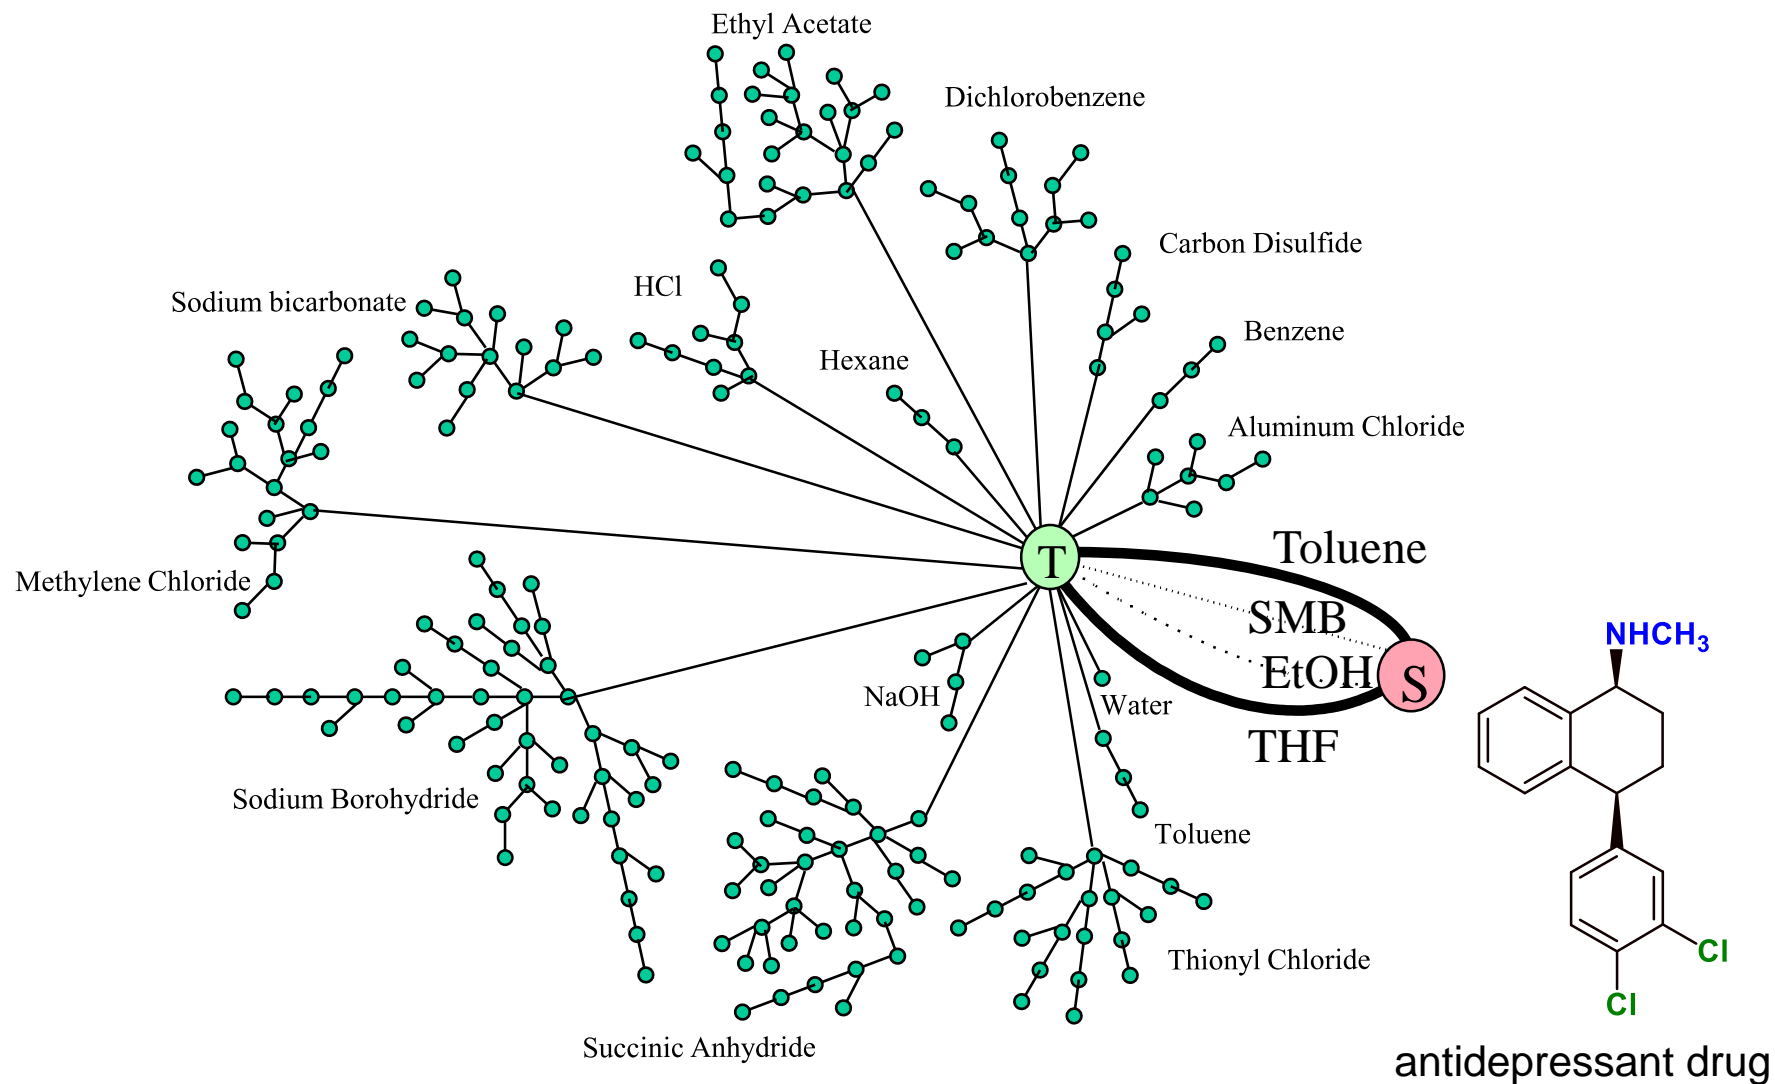 Ethyl Acetate
Dichlorobenzene
Carbon Disulfide
HCl
Sodium bicarbonate
Benzene
Hexane
Aluminum Chloride
T
Toluene
Methylene Chloride
SMB
NHCH3
EtOH
S
NaOH
Water
THF
Sodium Borohydride
Toluene
Thionyl Chloride
Cl
Cl
Succinic Anhydride
antidepressant drug